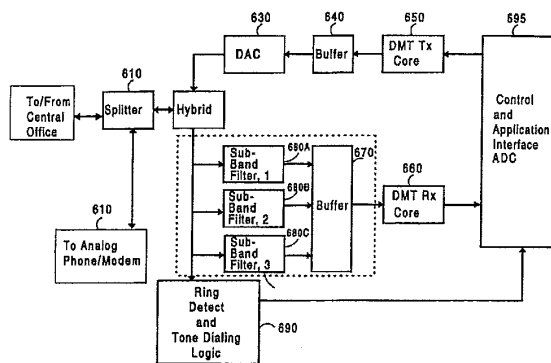 630
640
650
695
DAC
Buffer
DMT Tx
Core
610
To/From
Central
Office
Splitter
Hybrid
Control
and
Application
Interface
ADC
680A
670
Sub-
Band
Filter, 1
680B
660
Sub-
Band
Filter, 2
Buffer
DMT Rx
Core
610
680C
To Analog
Phone/Modem
Sub-
Band
Filter, 3
Ring
Detect
and
Tone Dialing
Logic
690